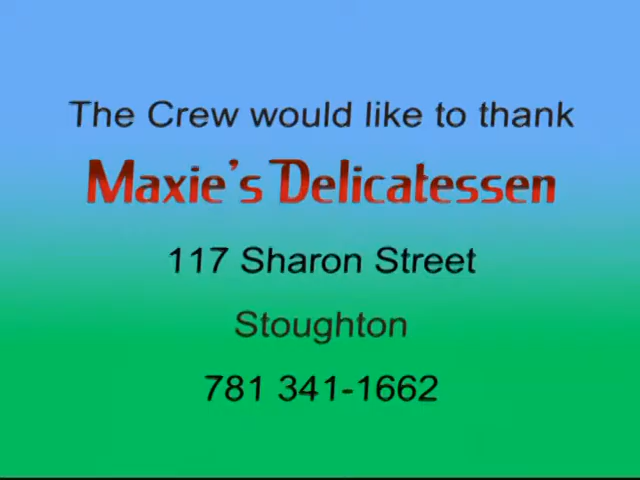 The Crew would like to thank
Maxie's Delicatessen
117 Sharon Street
Stoughton
781 341-1662